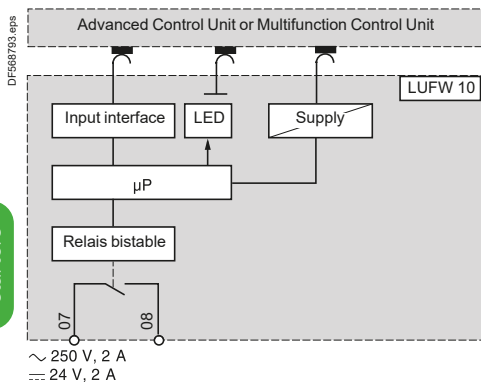 Advanced Control Unit or Multifunction Control Unit
DF568793.eps
LUFW 10
Input interface
LED
Supply
µP
Relais bistable
07
08
250 V, 2 A
24 V, 2 A